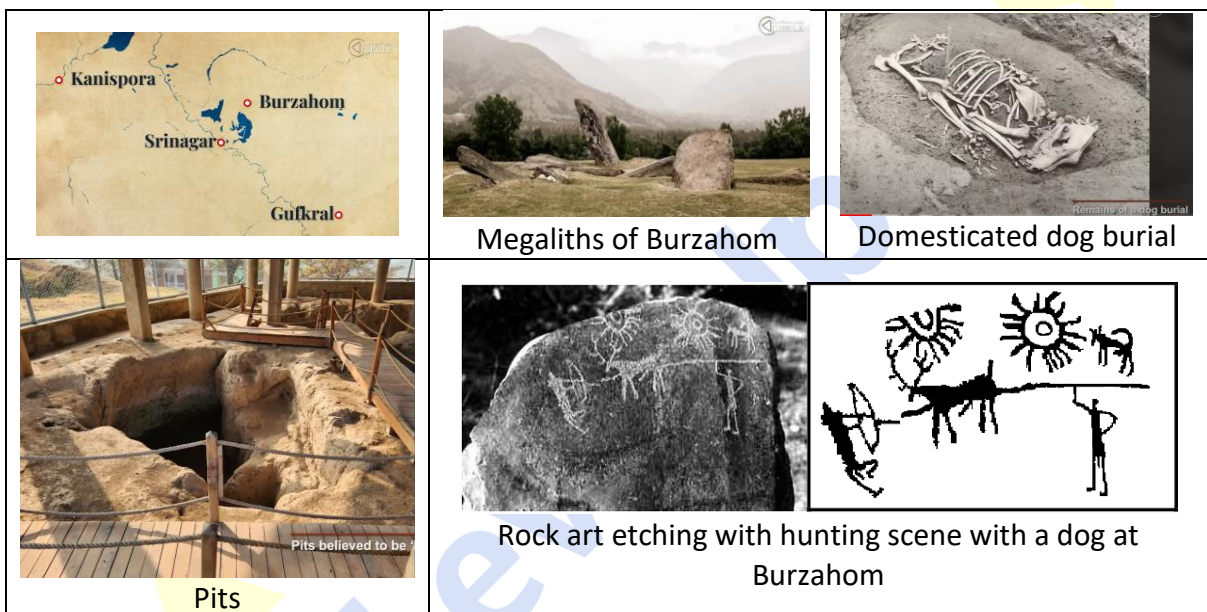 Kanispora
Burzahom
Srinagar
Gufkral
Megaliths of Burzahom
Remains of a dog burial
Domesticated dog burial
Pits believed to be '
Pits
Rock art etching with hunting scene with a dog at
Burzahom